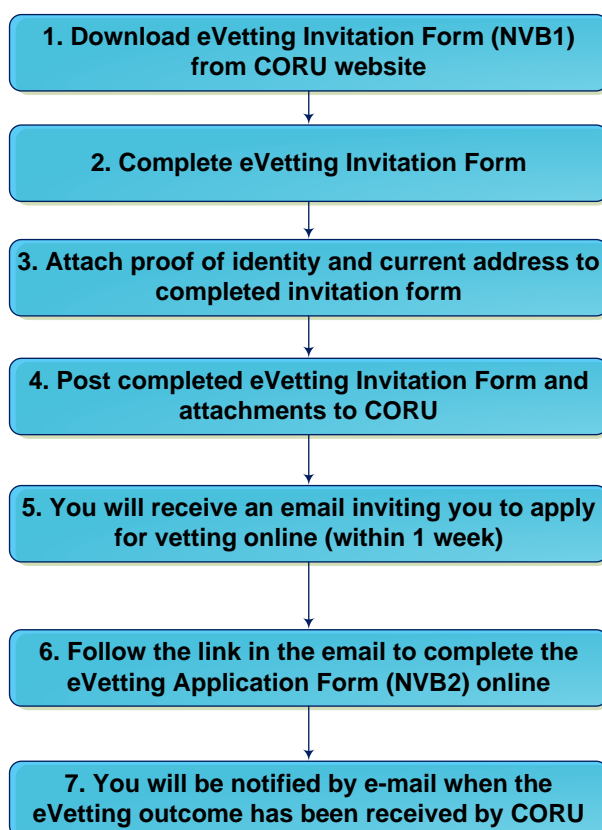 1. Download eVetting Invitation Form (NVB1)
from CORU website
2. Complete eVetting Invitation Form
3. Attach proof of identity and current address to
completed invitation form
4. Post completed eVetting Invitation Form and
attachments to CORU
5. You will receive an email inviting you to apply
for vetting online (within 1 week)
6. Follow the link in the email to complete the
eVetting Application Form (NVB2) online
7. You will be notified by e-mail when the
eVetting outcome has been received by CORU